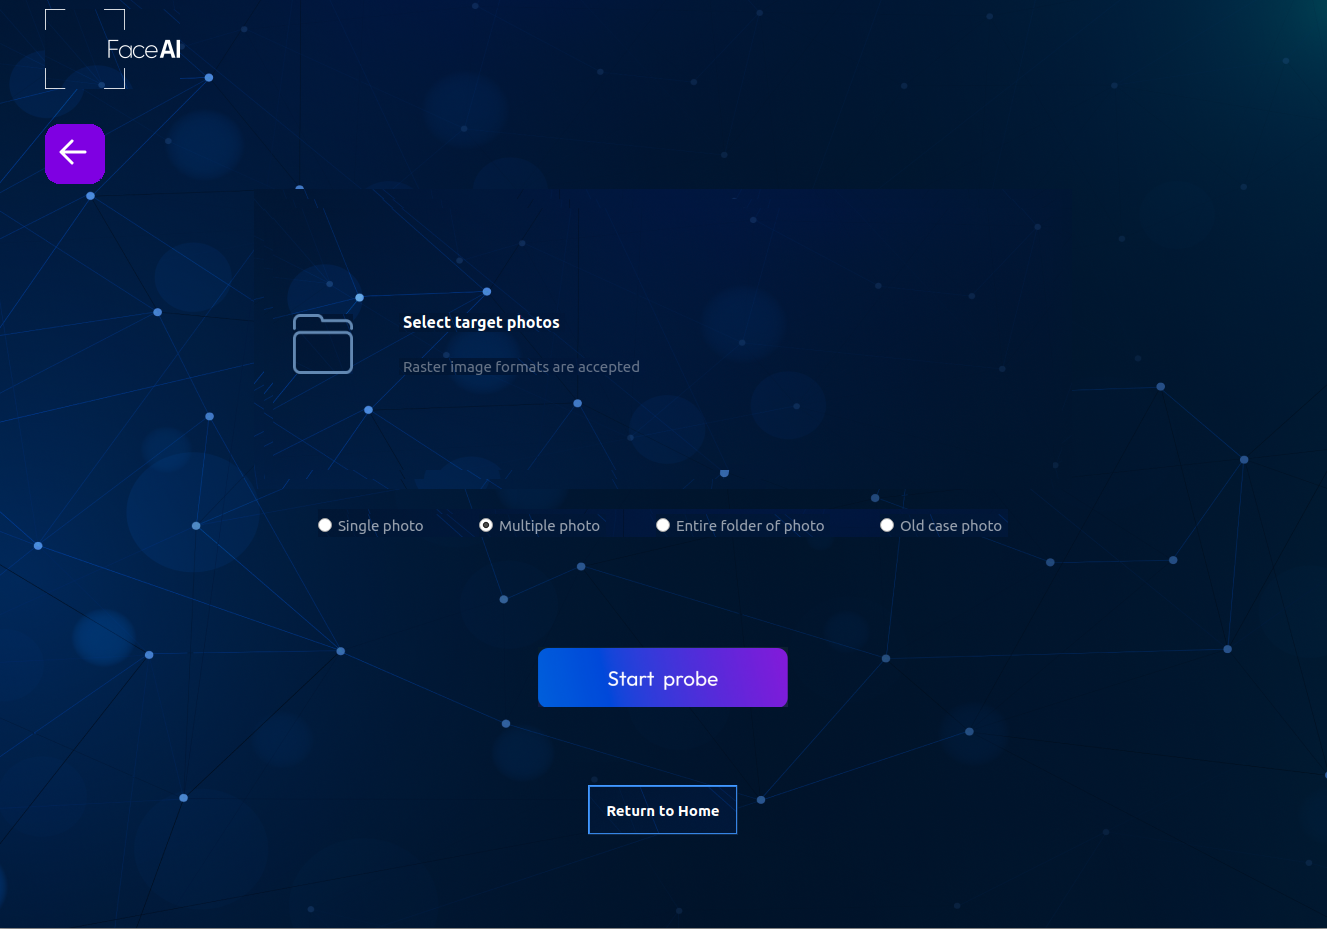 FaceAI
Select target photos
Raster image formats are accepted
Single photo
Multiple photo
Entire folder of photo
Old case photo
Start probe
Return to Home